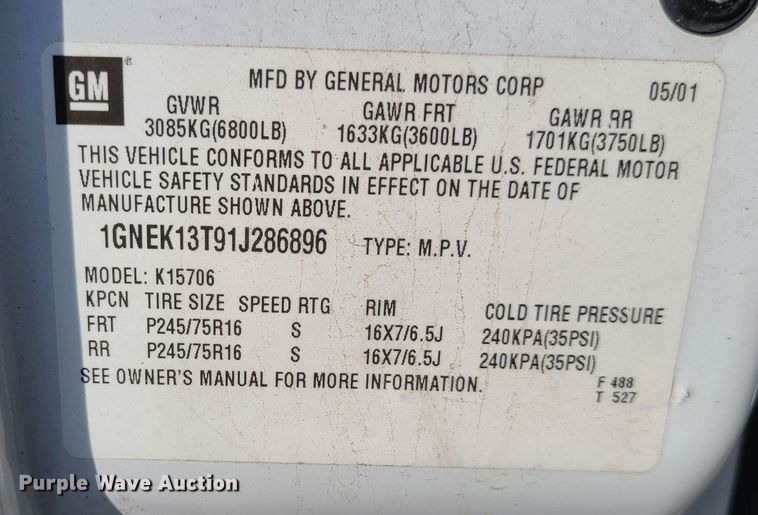 GM ®
MFD BY GENERAL MOTORS CORP 05/01
GVWR GAWR FRT GAWR RR
3085KG(6800LB) 1633KG(3600LB) 1701KG(3750LB)
THIS VEHICLE CONFORMS TO ALL APPLICABLE U.S. FEDERAL MOTOR
VEHICLE SAFETY STANDARDS IN EFFECT ON THE DATE OF
MANUFACTURE SHOWN ABOVE.
1GNEK13T91J286896 TYPE: M.P.V.
MODEL: K15706
KPCN TIRE SIZE SPEED RTG RIM COLD TIRE PRESSURE
FRT P245/75R16 S 16X7/6.5J 240KPA(35PSI)
RR P245/75R16 S 16X7/6.5J 240KPA(35PSI)
SEE OWNER'S MANUAL FOR MORE INFORMATION.
F 488
T 527
Purple Wave Auction